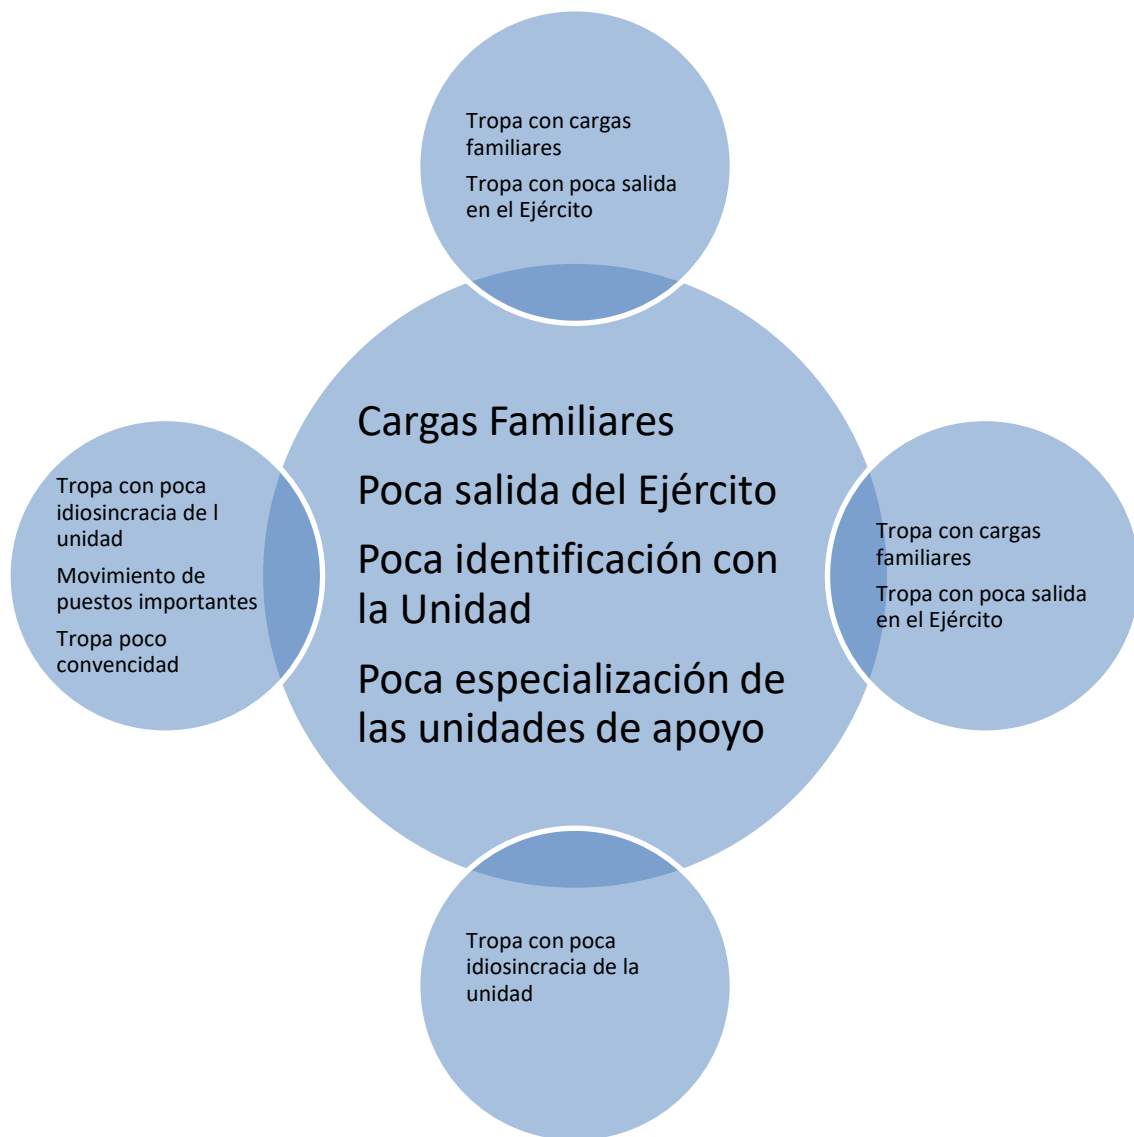 Tropa con cargas
familiares
Tropa con poca salida
en el Ejército
Cargas Familiares
Poca salida del Ejército
Poca identificación con
la Unidad
Poca especialización de
las unidades de apoyo
Tropa con poca
idiosincracia de l
unidad
Movimiento de
puestos importantes
Tropa poco
convencidad
Tropa con cargas
familiares
Tropa con poca salida
en el Ejército
Tropa con poca
idiosincracia de la
unidad